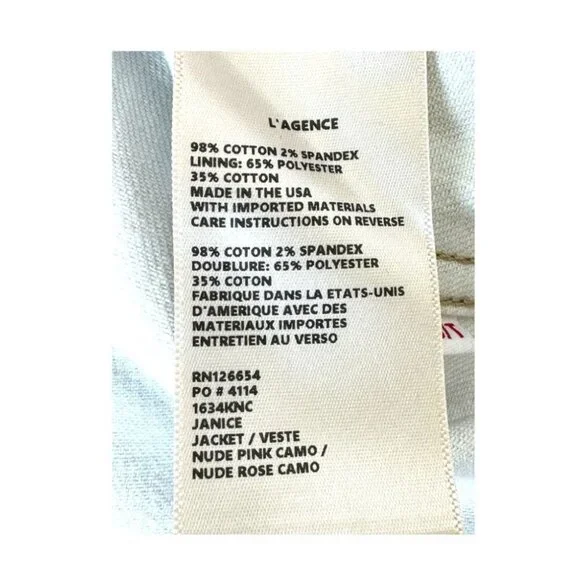 L'AGENCE
98% COTTON 2% SPANDEX
LINING: 65% POLYESTER
35% COTTON
MADE IN THE USA
WITH IMPORTED MATERIALS
CARE INSTRUCTIONS ON REVERSE
98% COTON 2% SPANDEX
DOUBLURE: 65% POLYESTER
35% COTON
FABRIQUE DANS LA ETATS-UNIS
D'AMERIQUE AVEC DES
MATERIAUX IMPORTES
ENTRETIEN AU VERSO
RN126654
PO # 4114
1634KNC
JANICE
JACKET / VESTE
NUDE PINK CAMO /
NUDE ROSE CAMO